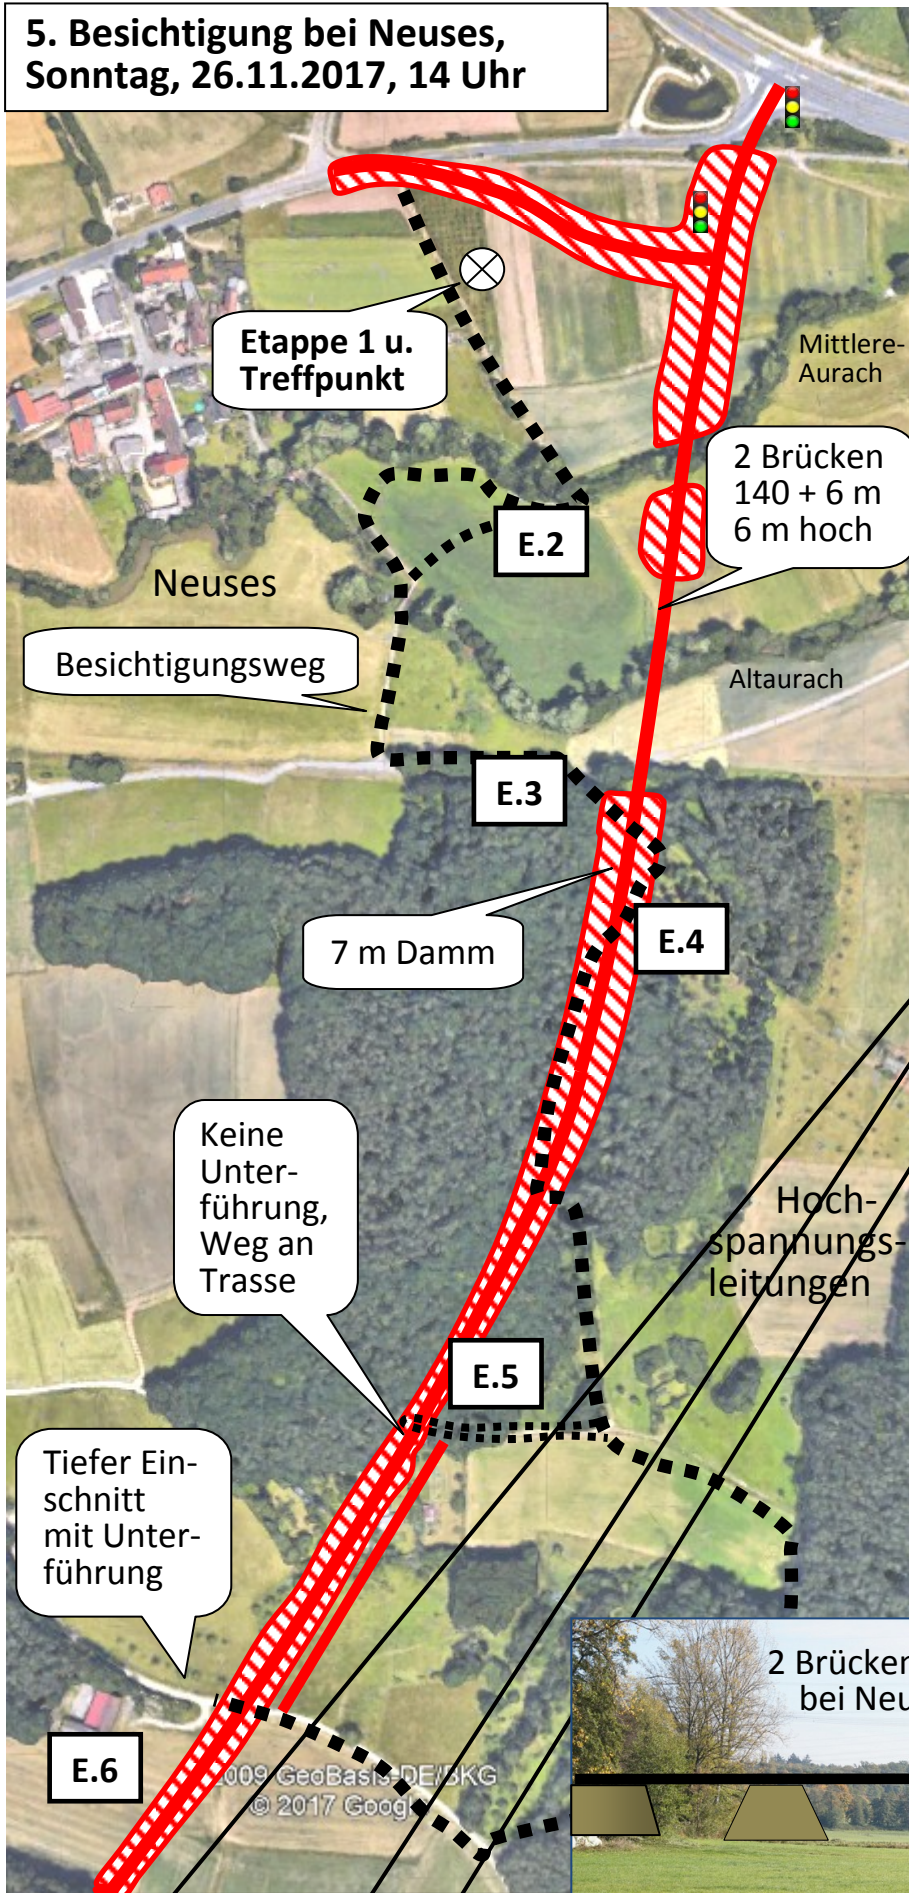 5. Besichtigung bei Neuses,
Sonntag, 26.11.2017, 14 Uhr
Etappe 1 u.
Treffpunkt
Mittlere-
Aurach
2 Brücken
140 + 6 m
6 m hoch
E.2
Neuses
Besichtigungsweg
Altaurach
E.3
7 m Damm
E.4
Keine
Unter-
führung,
Weg an
Trasse
Hoch-
spannungs-
leitungen
E.5
Tiefer Ein-
schnitt
mit Unter-
führung
2 Brücken
bei Neu
E.6
2009 GeoBasis-DE/BKG
© 2017 Googl